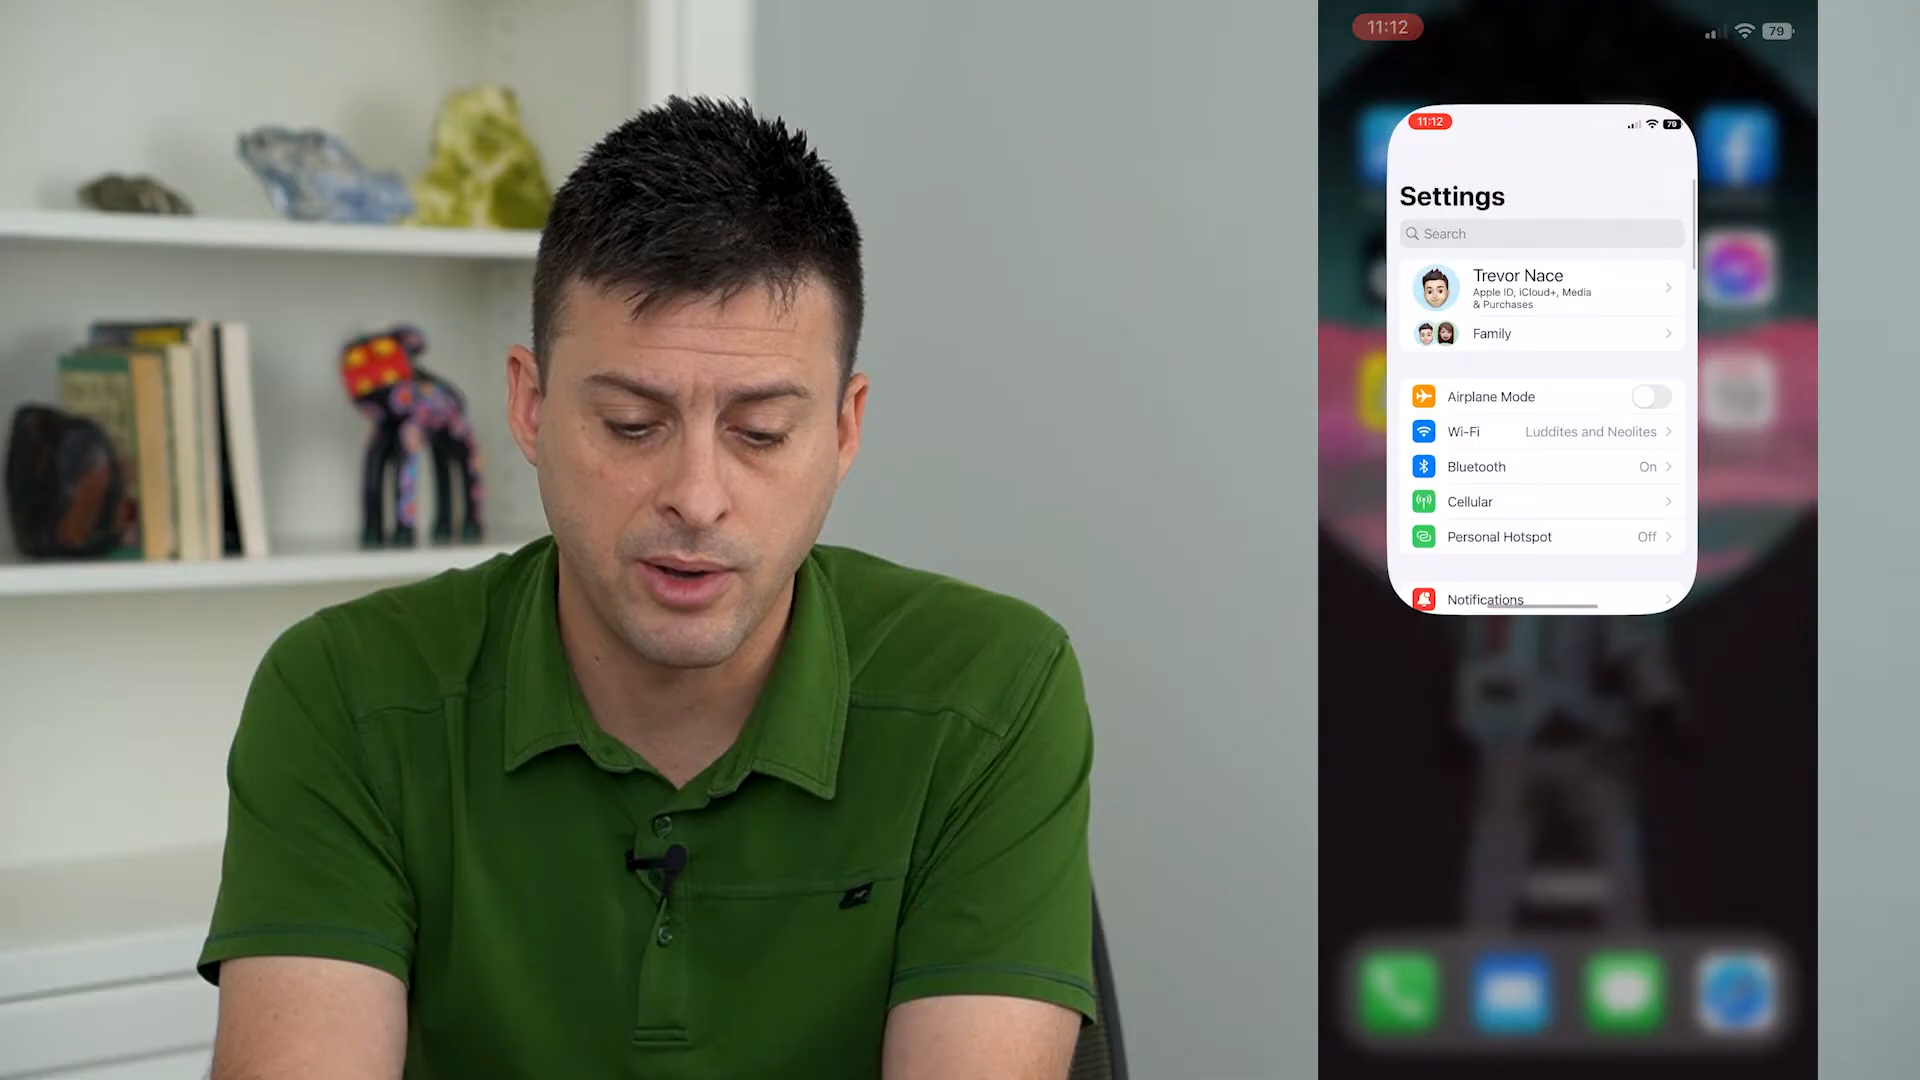 11:12
79
11:12
79
Settings
Search
Trevor Nace
Apple ID, iCloud+, Media
& Purchases
Family
Airplane Mode
Wi-Fi
Luddites and Neolites
Bluetooth
On
Cellular
Personal Hotspot
Off
Notifications